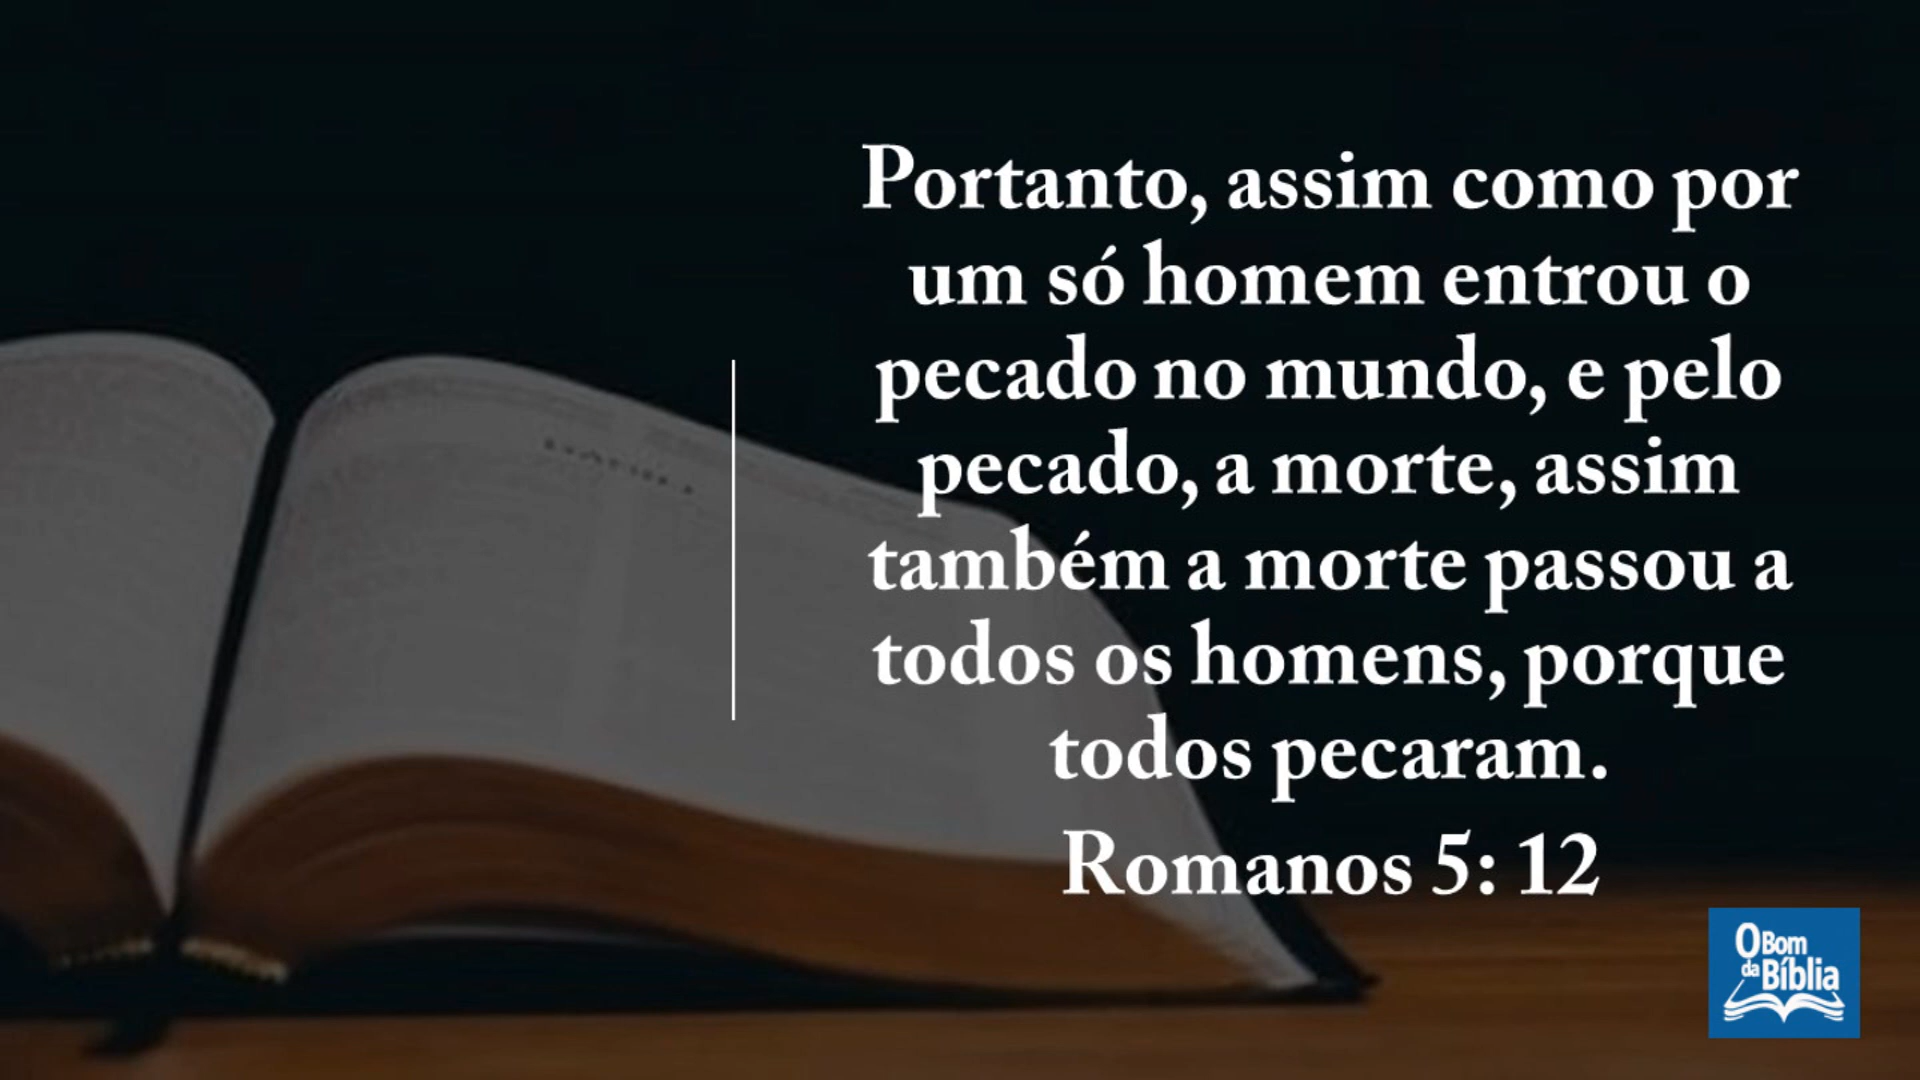 Portanto, assim como por
um só homem entrou o
pecado no mundo, e pelo
pecado, a morte, assim
também a morte passou a
todos os homens, porque
todos pecaram.
Romanos 5: 12
O Bom
da Bíblia